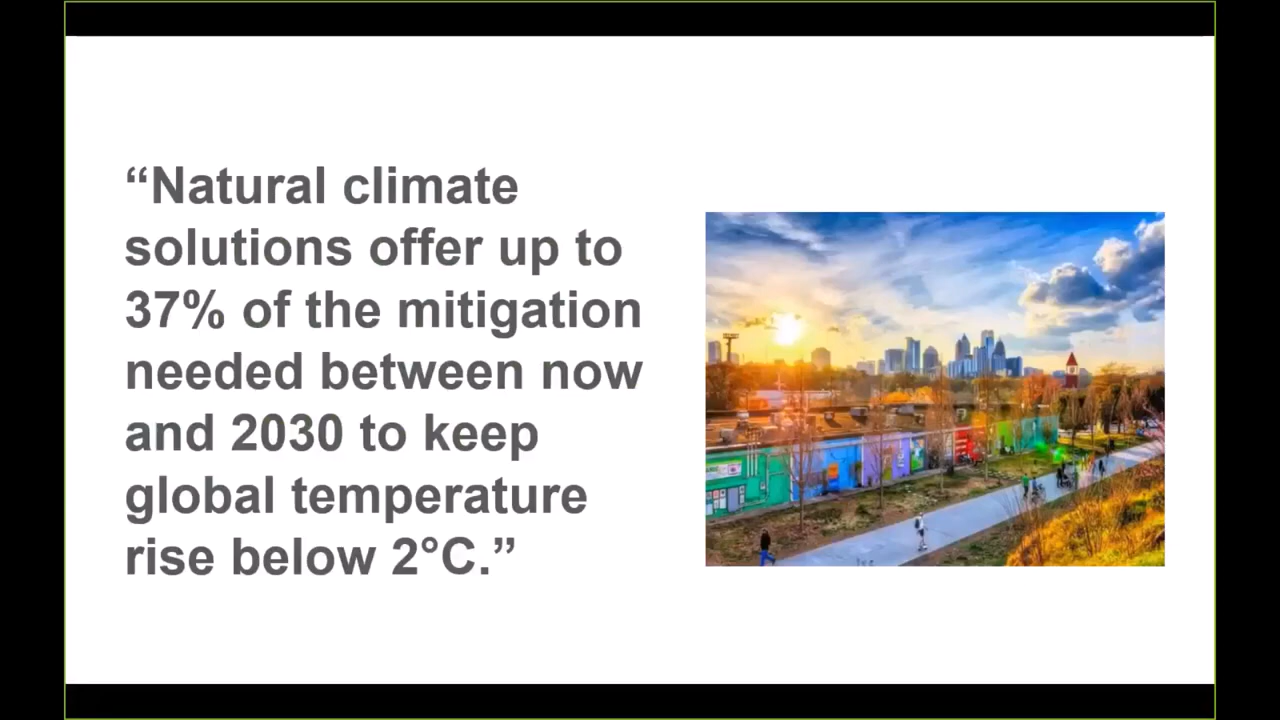 “Natural climate
solutions offer up to
37% of the mitigation
needed between now
and 2030 to keep
global temperature
rise below 2°C.”